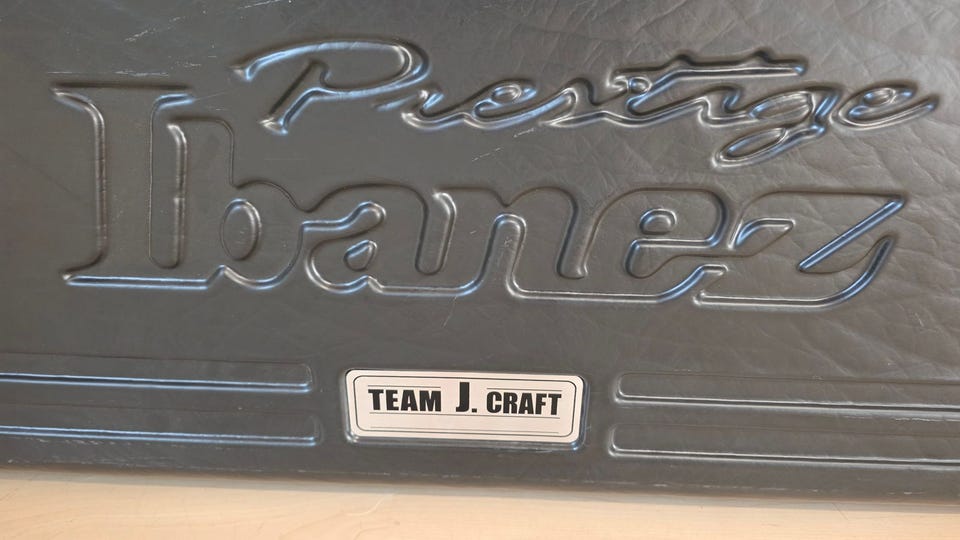 Prestige
Ibanez
TEAM J. CRAFT